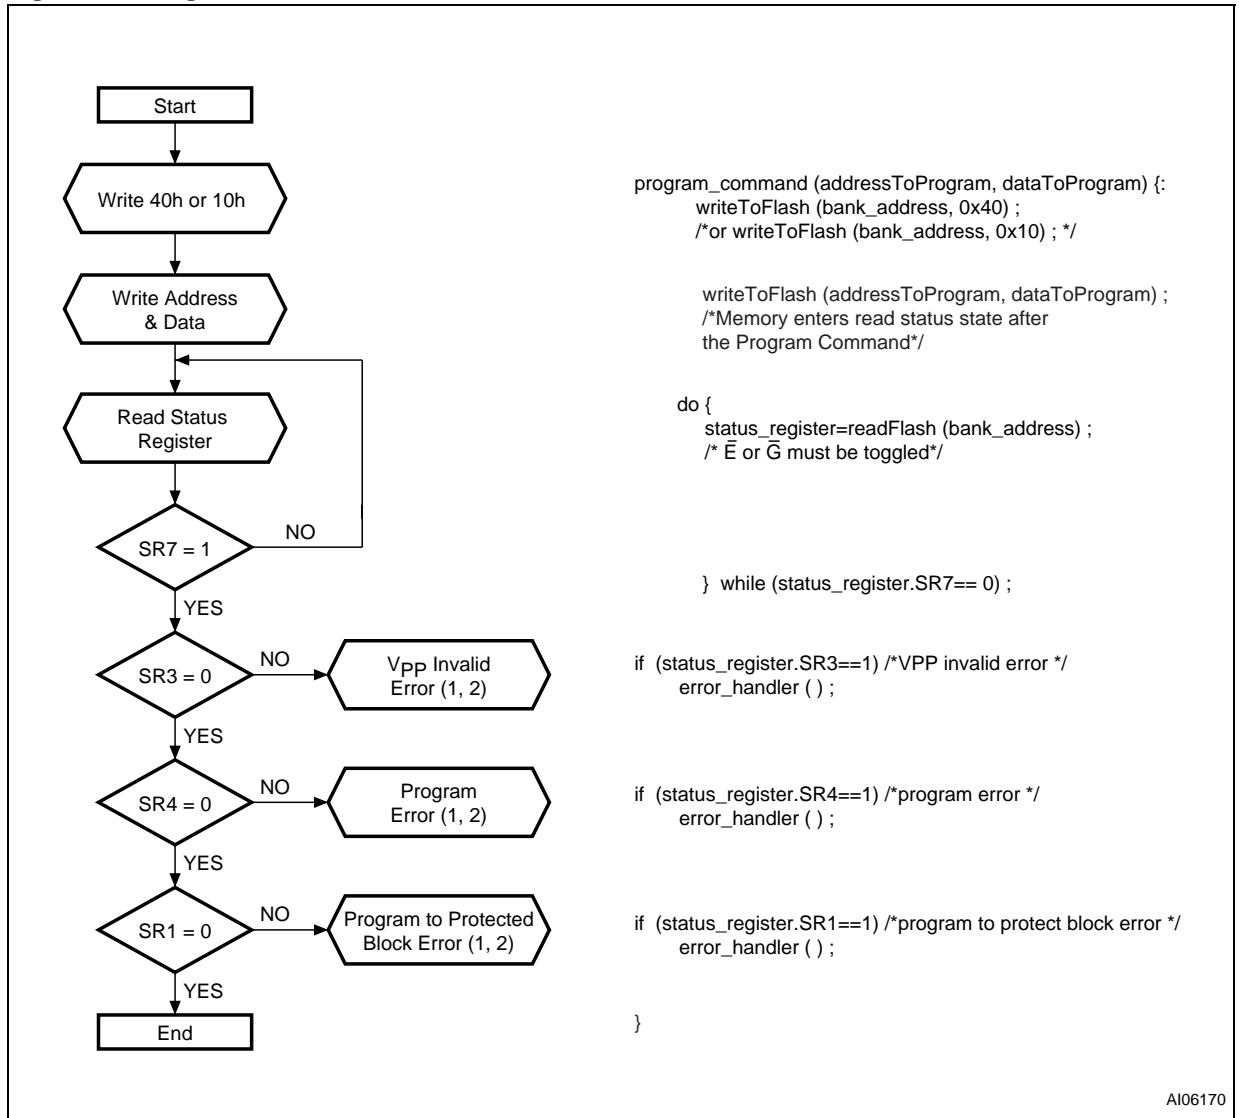 Start
Write 40h or 10h
program_command (addressToProgram, dataToProgram) {:
writeToFlash (bank_address, 0x40) ;
/*or writeToFlash (bank_address, 0x10) ; */
Write Address
& Data
writeToFlash (addressToProgram, dataToProgram) ;
/*Memory enters read status state after
the Program Command*/
Read Status
Register
do {
status_register=readFlash (bank_address) ;
/* E̅ or G̅ must be toggled*/
SR7 = 1
NO
YES
} while (status_register.SR7== 0) ;
SR3 = 0
NO
YES
VPP Invalid
Error (1, 2)
if (status_register.SR3==1) /*VPP invalid error */
error_handler ( ) ;
SR4 = 0
NO
YES
Program
Error (1, 2)
if (status_register.SR4==1) /*program error */
error_handler ( ) ;
SR1 = 0
NO
YES
Program to Protected
Block Error (1, 2)
if (status_register.SR1==1) /*program to protect block error */
error_handler ( ) ;
End
}
AI06170